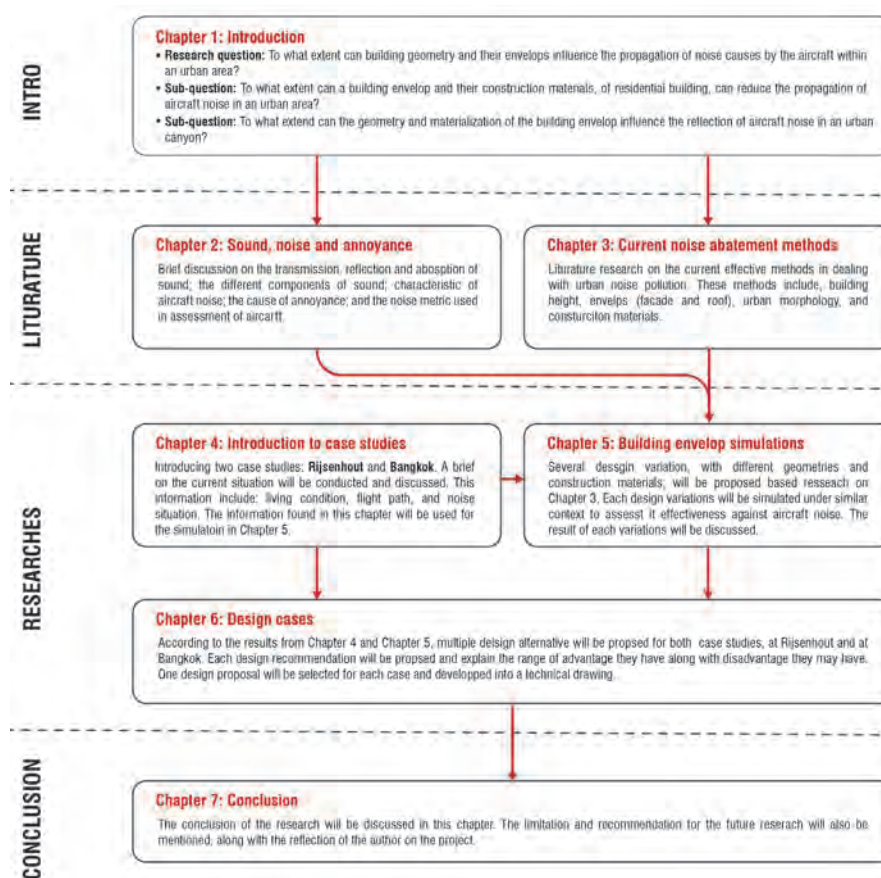 INTRO
Chapter 1: Introduction
• Research question: To what extent can building geometry and their envelops influence the propagation of noise causes by the aircraft within
an urban area?
• Sub-question: To what extent can a building envelop and their construction materials, of residential building, can reduce the propagation of
aircraft noise in an urban area?
• Sub-question: To what extend can the geometry and materialization of the building envelop influence the reflection of aircraft noise in an urban
canyon?
LITURATURE
Chapter 2: Sound, noise and annoyance
Brief discussion on the transmission, reflection and abosption of
sound; the different components of sound; characteristic of
aircraft noise; the cause of annoyance; and the noise metric used
in assessment of aircartt.
Chapter 3: Current noise abatement methods
Liturature research on the current effective methods in dealing
with urban noise pollution. These methods include, building
height, envelps (facade and roof), urban morphology, and
consturciton materials.
RESEARCHES
Chapter 4: Introduction to case studies
Introducing two case studies: Rijsenhout and Bangkok. A brief
on the current situation will be conducted and discussed. This
information include: living condition, flight path, and noise
situation. The information found in this chapter will be used for
the simulatoin in Chapter 5.
Chapter 5: Building envelop simulations
Several dessgin variation, with different geometries and
construction materials, will be proposed based resseach on
Chapter 3. Each design variations will be simulated under similar
context to assesst it effectiveness against aircraft noise. The
result of each variations will be discussed.
Chapter 6: Design cases
According to the results from Chapter 4 and Chapter 5, multiple delsign alternative will be propsed for both case studies, at Rijsenhout and at
Bangkok. Each design recommendation will be propsed and explain the range of advantage they have along with disadvantage they may have.
One design proposal will be selected for each case and developped into a technical drawing.
CONCLUSION
Chapter 7: Conclusion
The conclusion of the research will be discussed in this chapter. The limitation and recommendation for the future reserach will also be
mentioned, along with the reflection of the author on the project.